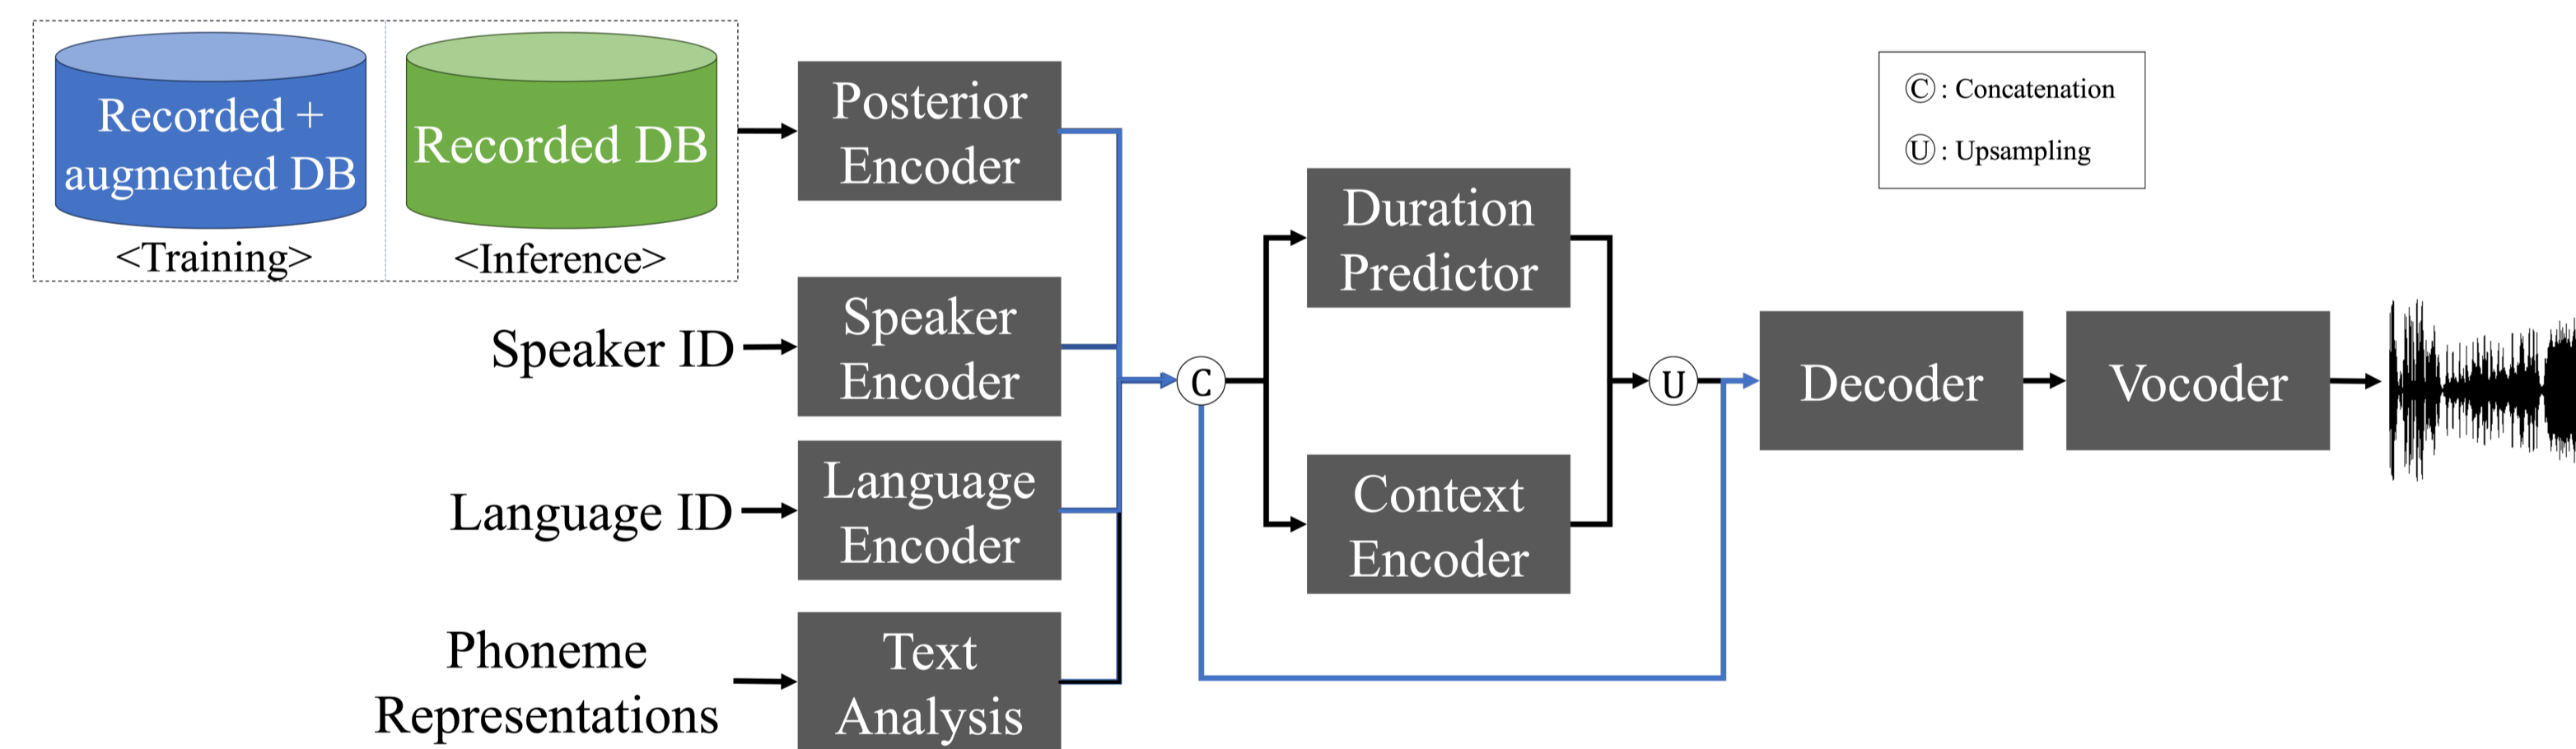 Recorded +
augmented DB
<Training>
Recorded DB
<Inference>
Posterior
Encoder
Speaker ID
Speaker
Encoder
Language ID
Language
Encoder
Phoneme
Representations
Text
Analysis
C
Duration
Predictor
Context
Encoder
U
Decoder
Vocoder
C : Concatenation
U : Upsampling